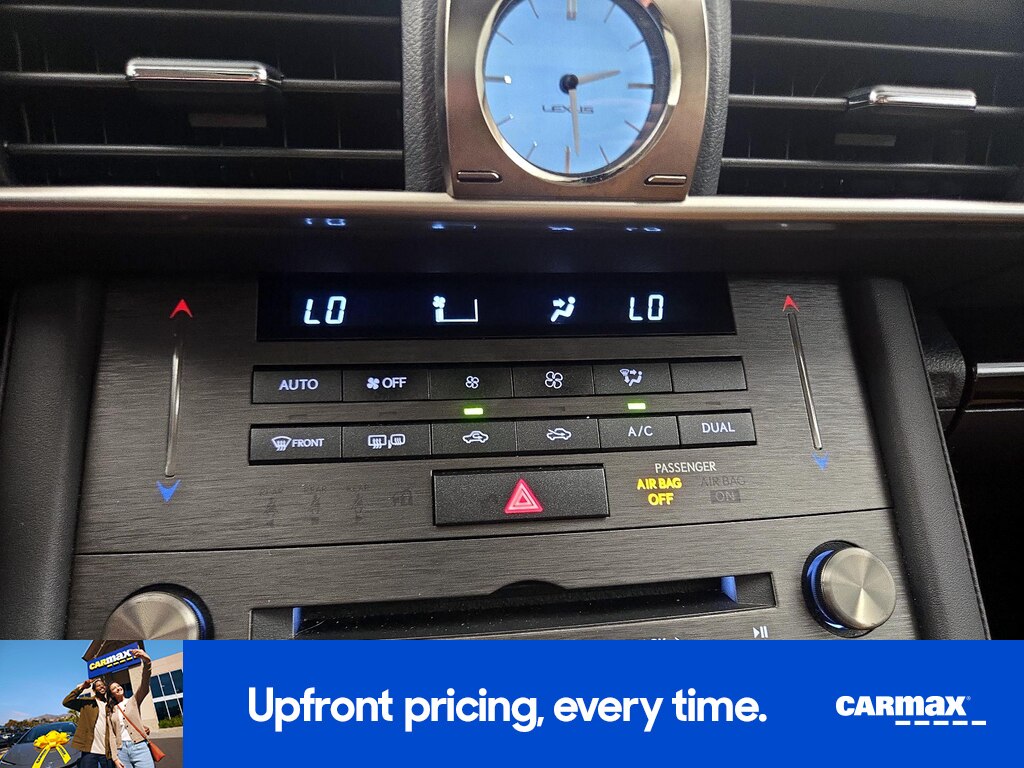 LEXUS
LO LO
AUTO OFF
FRONT A/C DUAL
PASSENGER
AIR BAG AIR BAG
OFF ON
CARMAX
Upfront pricing, every time. CARMAX